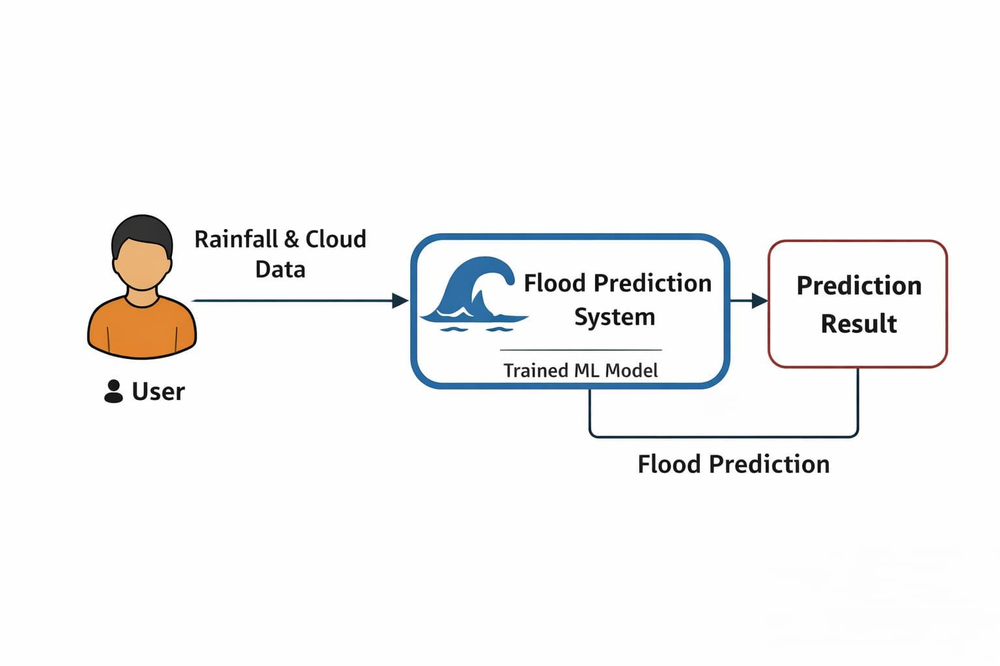 Rainfall & Cloud
Data
User
Flood Prediction
System
Trained ML Model
Prediction
Result
Flood Prediction